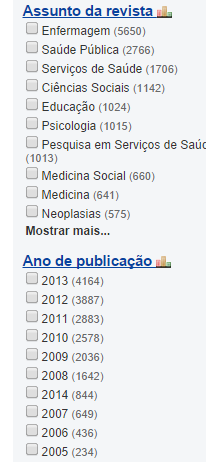 Assunto da revista
Enfermagem (5650)
Saúde Pública (2766)
Serviços de Saúde (1706)
Ciências Sociais (1142)
Educação (1024)
Psicologia (1015)
Pesquisa em Serviços de
(1013)
Medicina Social (660)
Medicina (641)
Neoplasias (575)
Mostrar mais...
Ano de publicação
2013 (4164)
2012 (3887)
2011 (2883)
2010 (2578)
2009 (2036)
2008 (1642)
2014 (844)
2007 (649)
2006 (436)
2005 (234)